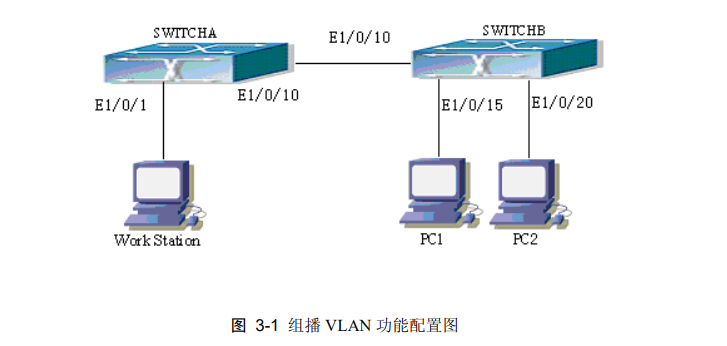 SWITCHA
E1/0/10
SWITCHB
E1/0/1
E1/0/10
E1/0/15
E1/0/20
Work Station
PC1
PC2
图 3-1 组播 VLAN 功能配置图